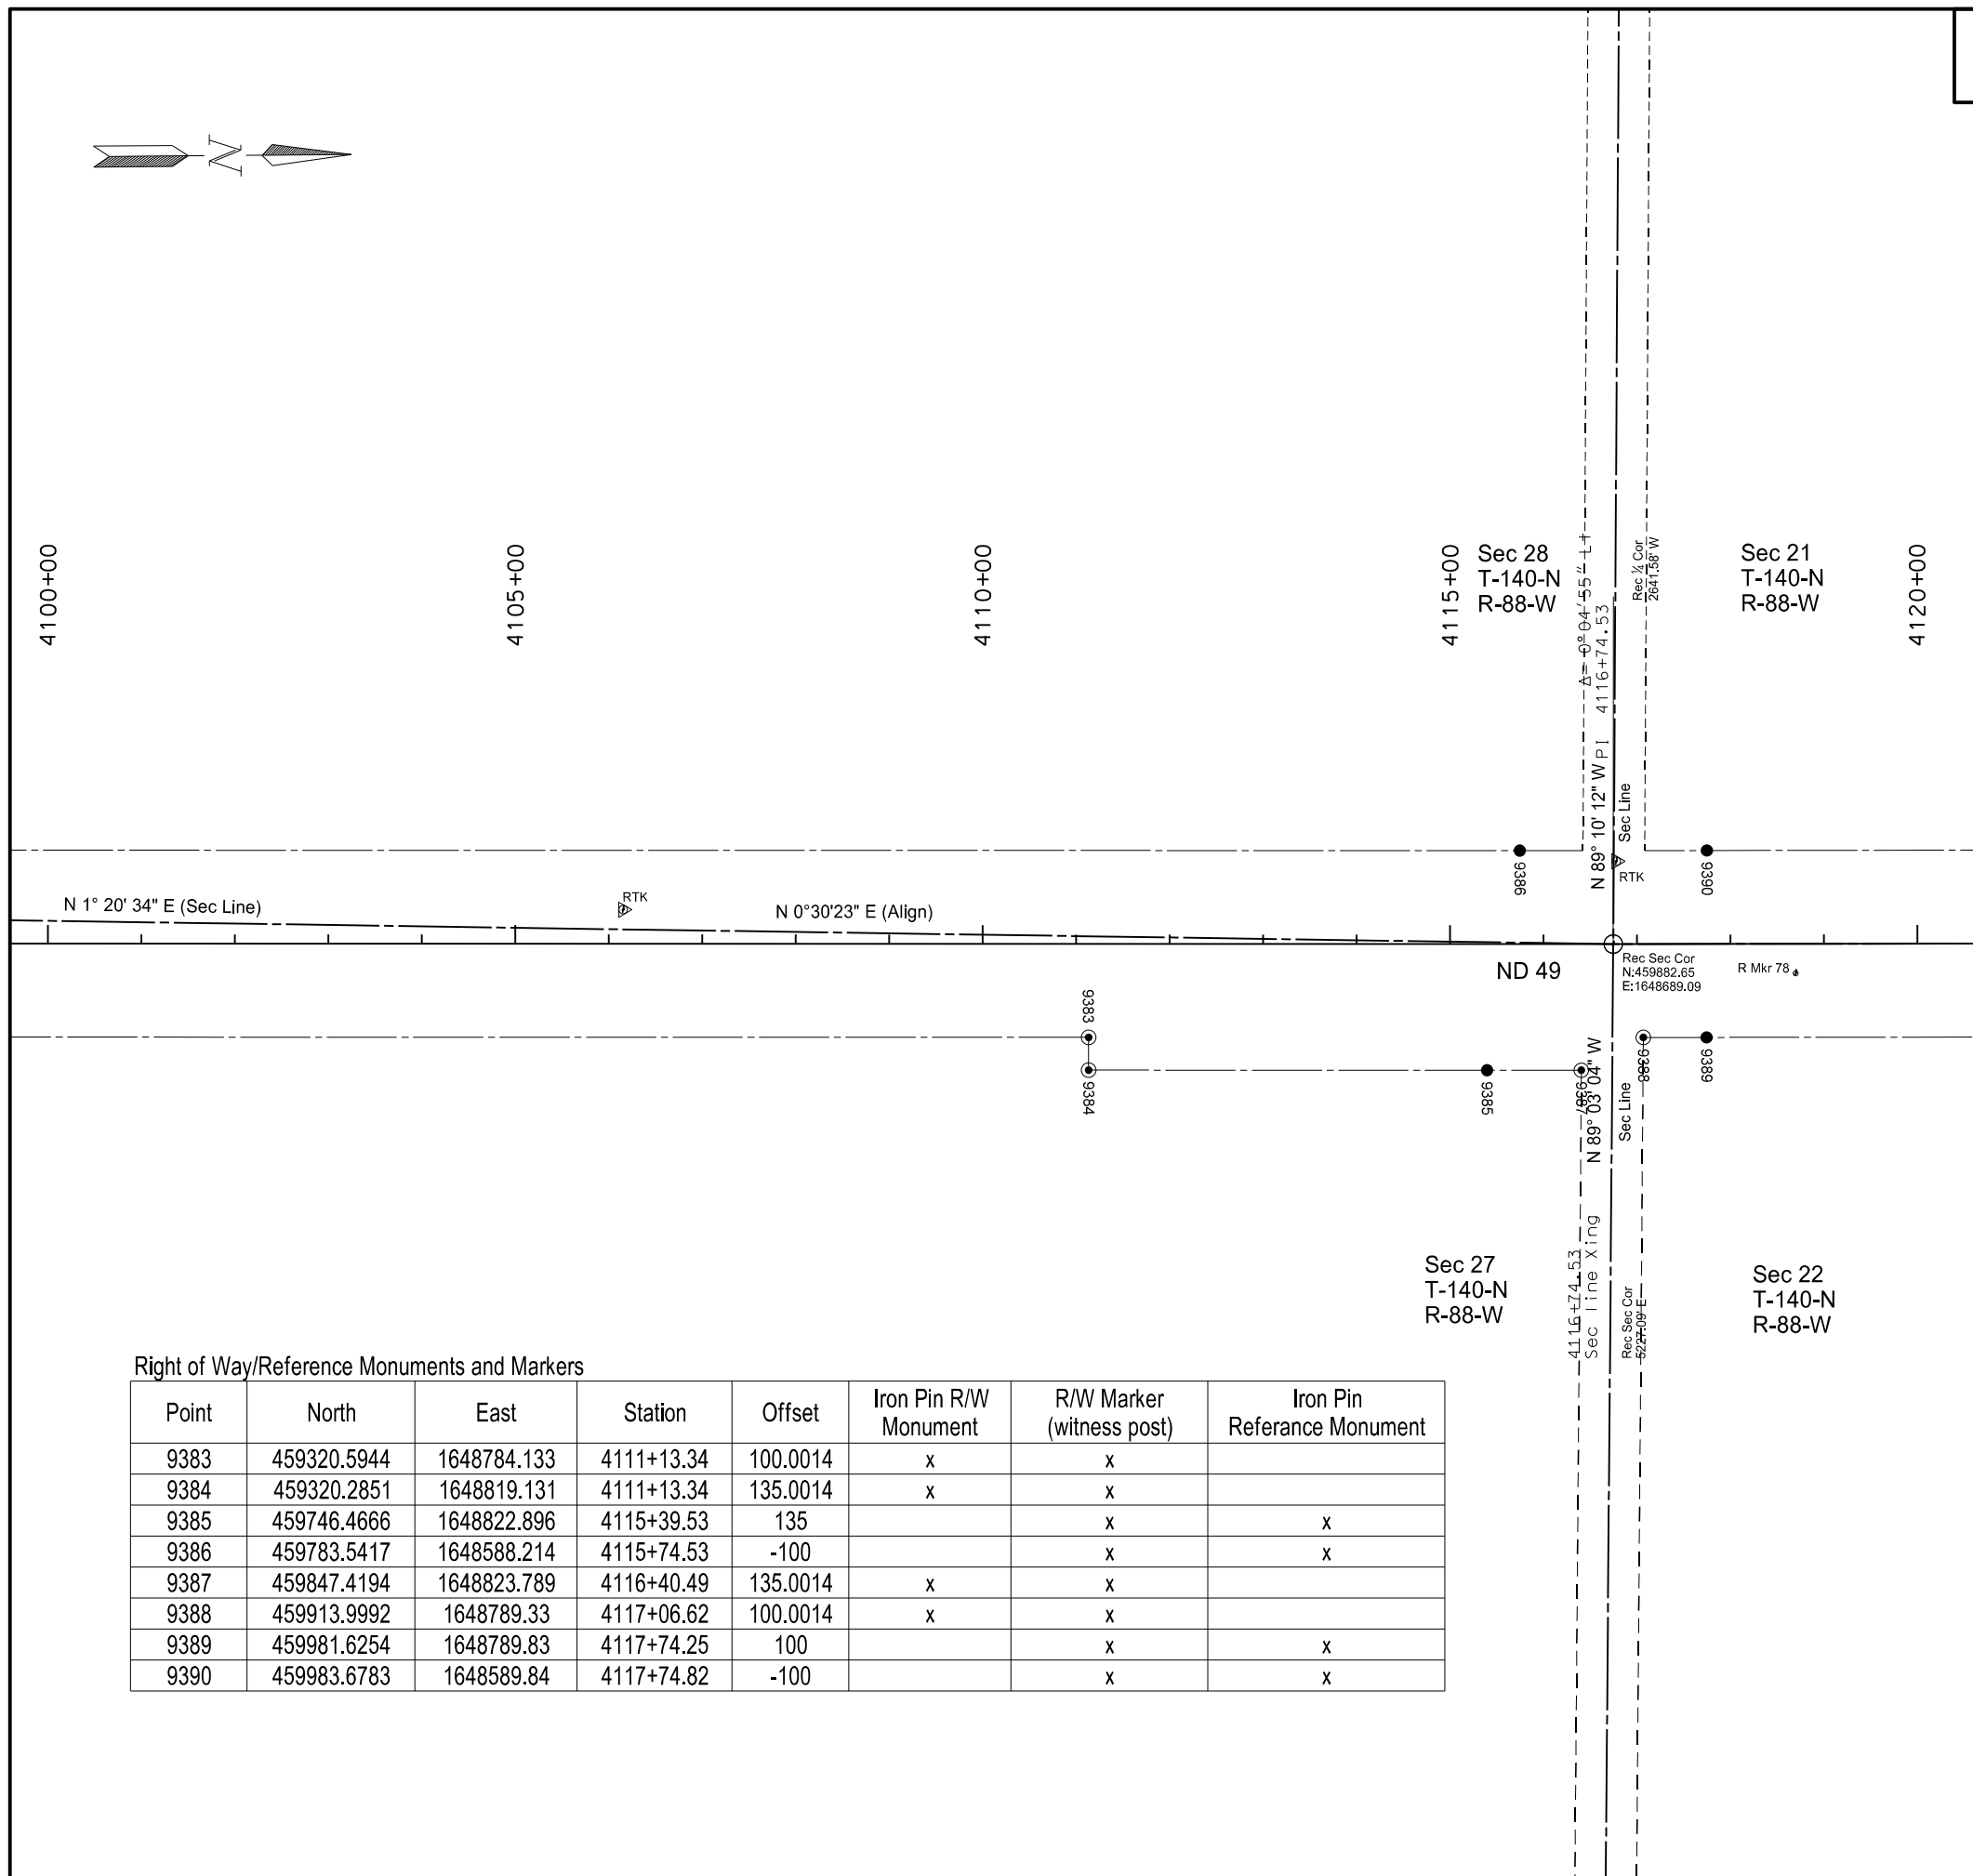 N
4100+00
4105+00
4110+00
4115+00
4120+00
Sec 28
T-140-N
R-88-W
Δ= 0°04'55" LT
PI 4116+74.53
Rec ¼ Cor
2641.58' W
Sec 21
T-140-N
R-88-W
N 89° 10' 12" W
Sec Line
9386
RTK
9390
N 1° 20' 34" E (Sec Line)
RTK
N 0°30'23" E (Align)
ND 49
Rec Sec Cor
N:459882.65
E:1648689.09
R Mkr 78
9383
9384
9385
9387
N 89° 03' 04" W
Sec Line
9388
9389
Sec 27
T-140-N
R-88-W
4116+74.53
Sec line Xing
Rec Sec Cor
5227.09' E
Sec 22
T-140-N
R-88-W
Right of Way/Reference Monuments and Markers
Point North East Station Offset Iron Pin R/W Monument R/W Marker (witness post) Iron Pin Referance Monument
9383 459320.5944 1648784.133 4111+13.34 100.0014 x x
9384 459320.2851 1648819.131 4111+13.34 135.0014 x x
9385 459746.4666 1648822.896 4115+39.53 135 x x
9386 459783.5417 1648588.214 4115+74.53 -100 x x
9387 459847.4194 1648823.789 4116+40.49 135.0014 x x
9388 459913.9992 1648789.33 4117+06.62 100.0014 x x
9389 459981.6254 1648789.83 4117+74.25 100 x x
9390 459983.6783 1648589.84 4117+74.82 -100 x x